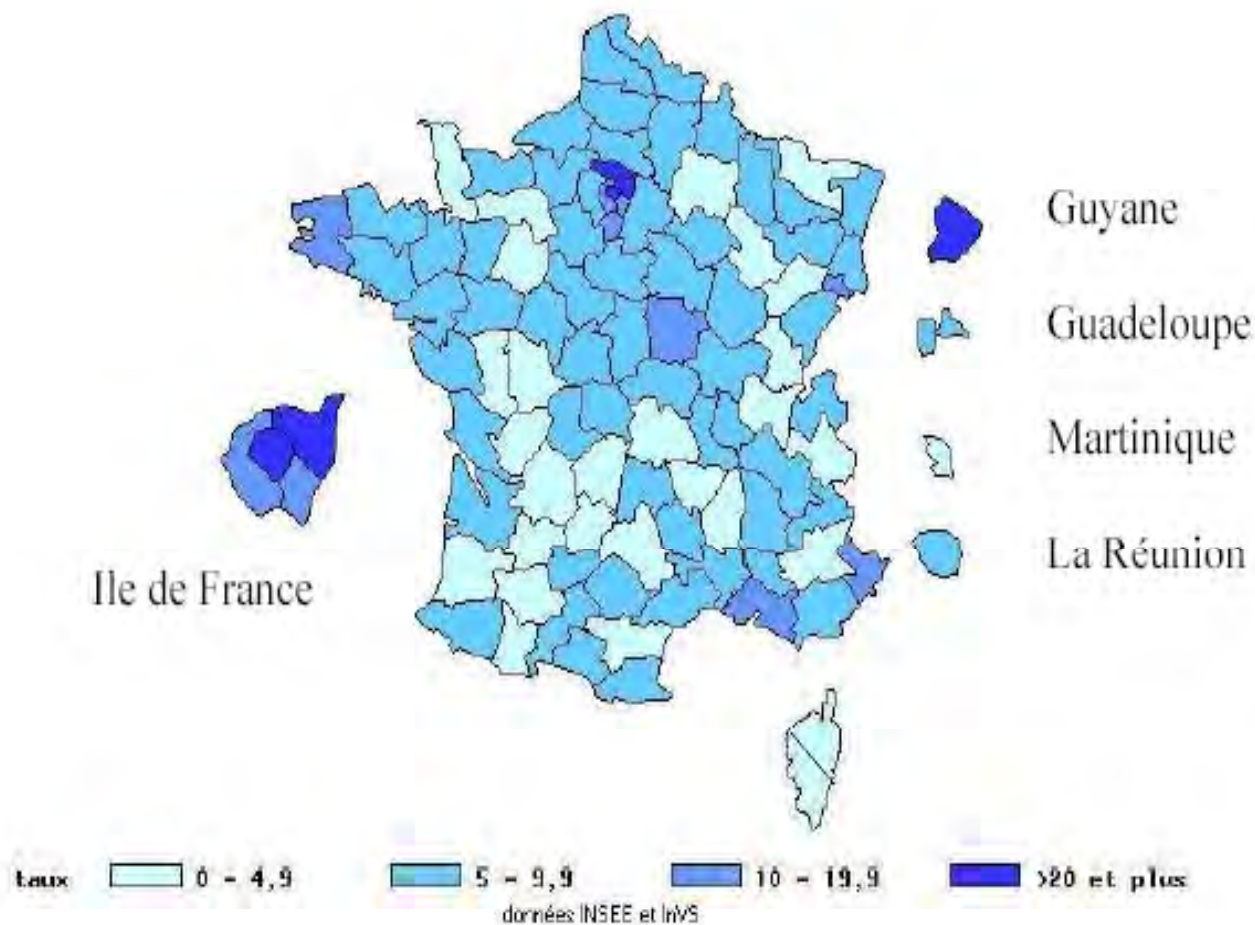 Guyane
Guadeloupe
Martinique
La Réunion
Ile de France
taux 0 - 4,9 5 - 9,9 10 - 19,9 >20 et plus
données INSEE et InVS